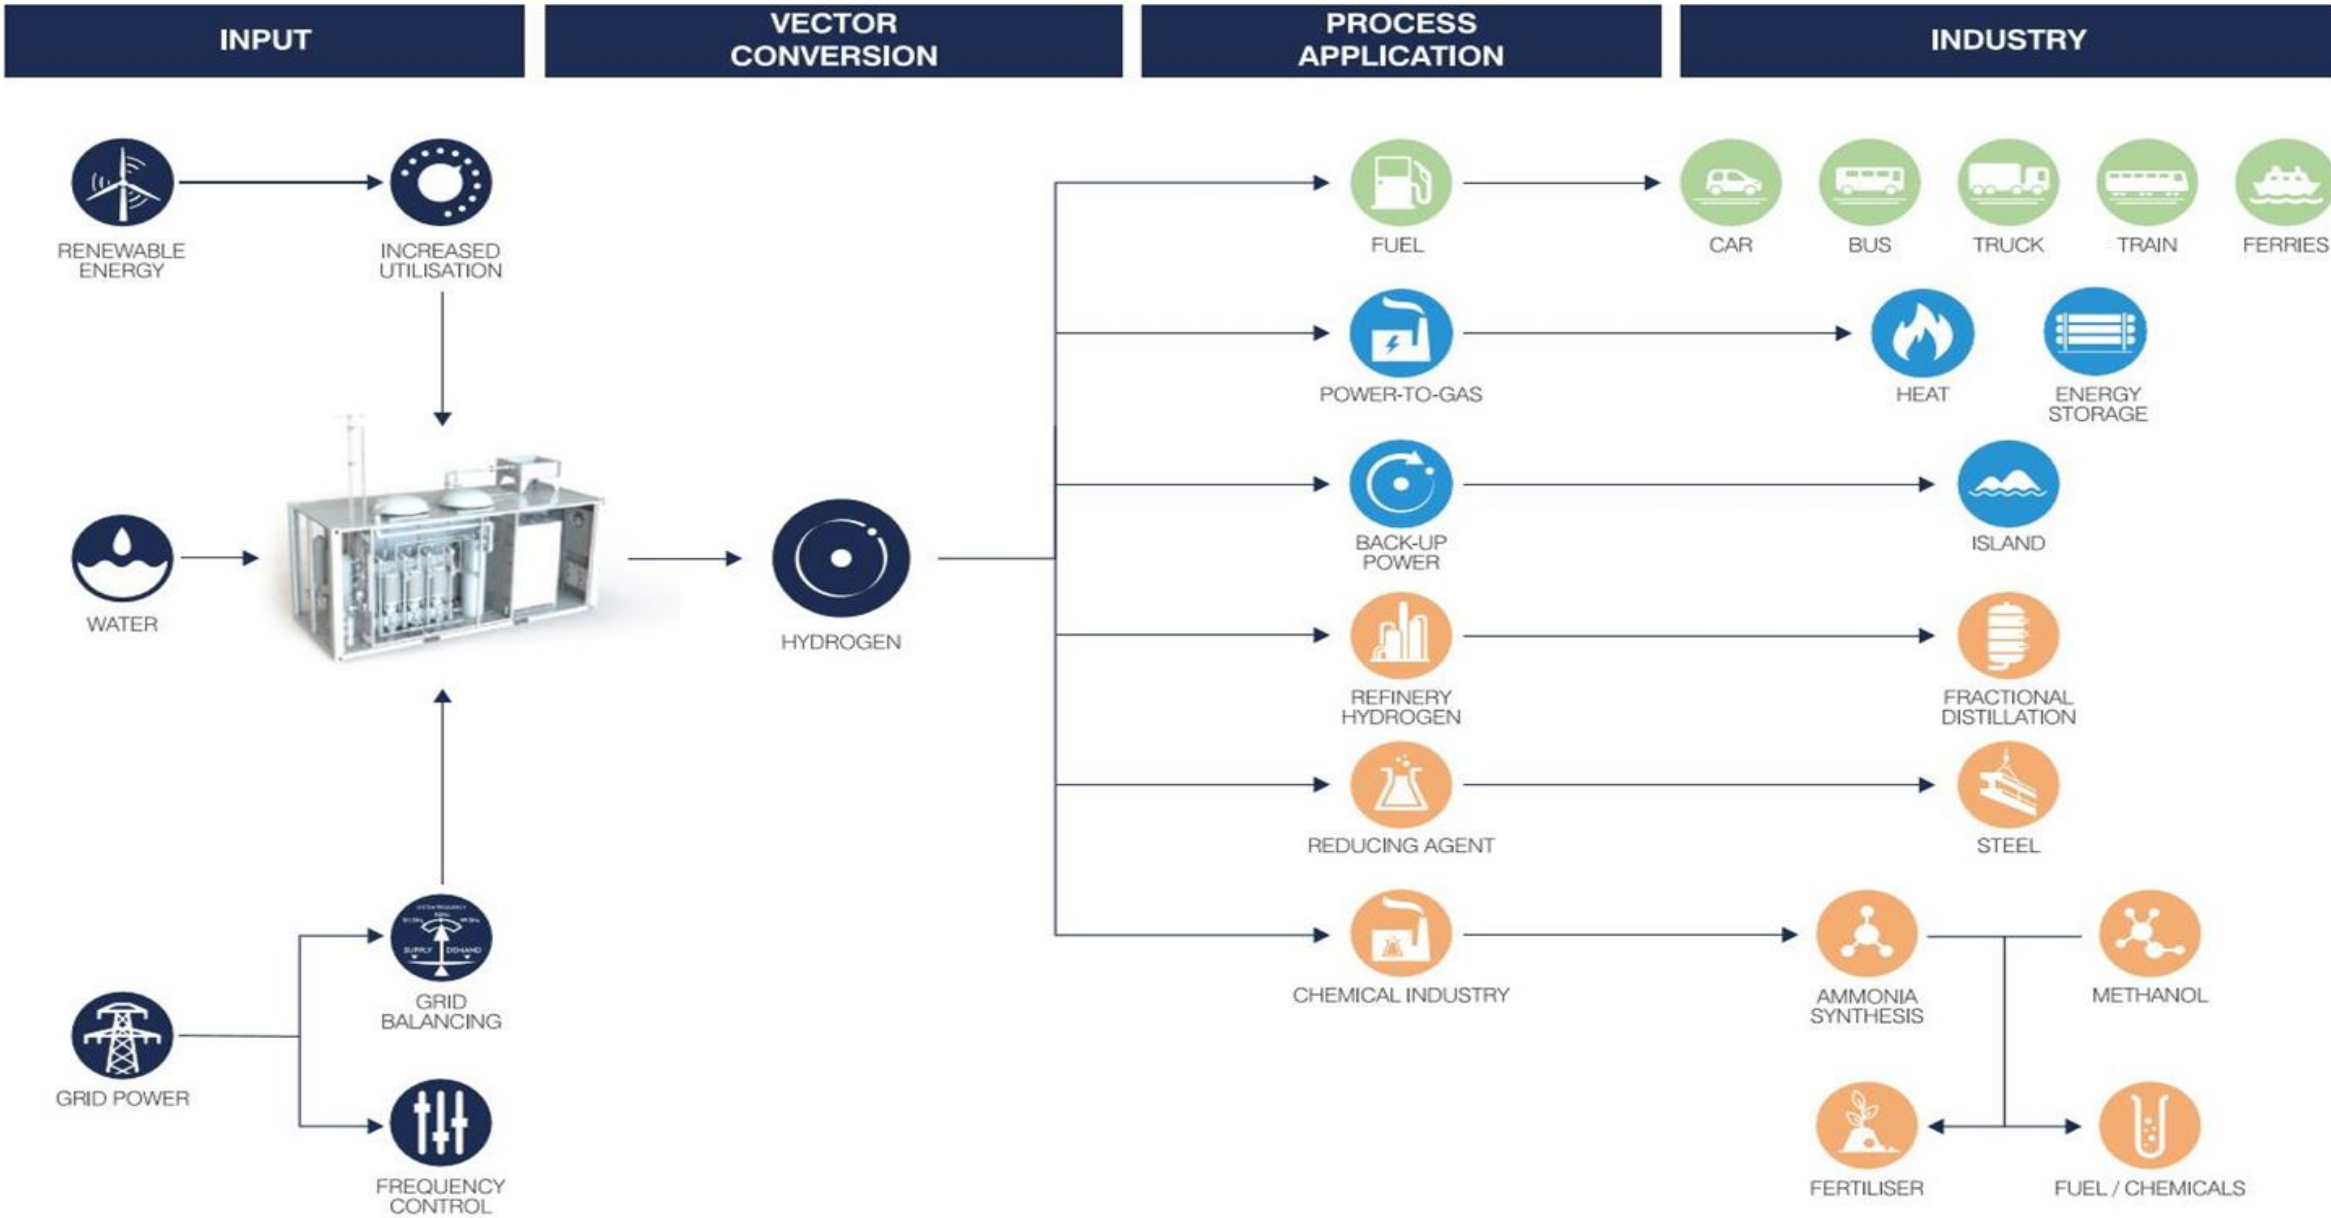 INPUT
VECTOR
CONVERSION
PROCESS
APPLICATION
INDUSTRY
RENEWABLE
ENERGY
INCREASED
UTILISATION
FUEL
CAR
BUS
TRUCK
TRAIN
FERRIES
POWER-TO-GAS
HEAT
ENERGY
STORAGE
WATER
HYDROGEN
BACK-UP
POWER
ISLAND
REFINERY
HYDROGEN
FRACTIONAL
DISTILLATION
REDUCING AGENT
STEEL
SUPPLY
DEMAND
GRID
BALANCING
GRID POWER
FREQUENCY
CONTROL
CHEMICAL INDUSTRY
AMMONIA
SYNTHESIS
METHANOL
FERTILISER
FUEL / CHEMICALS